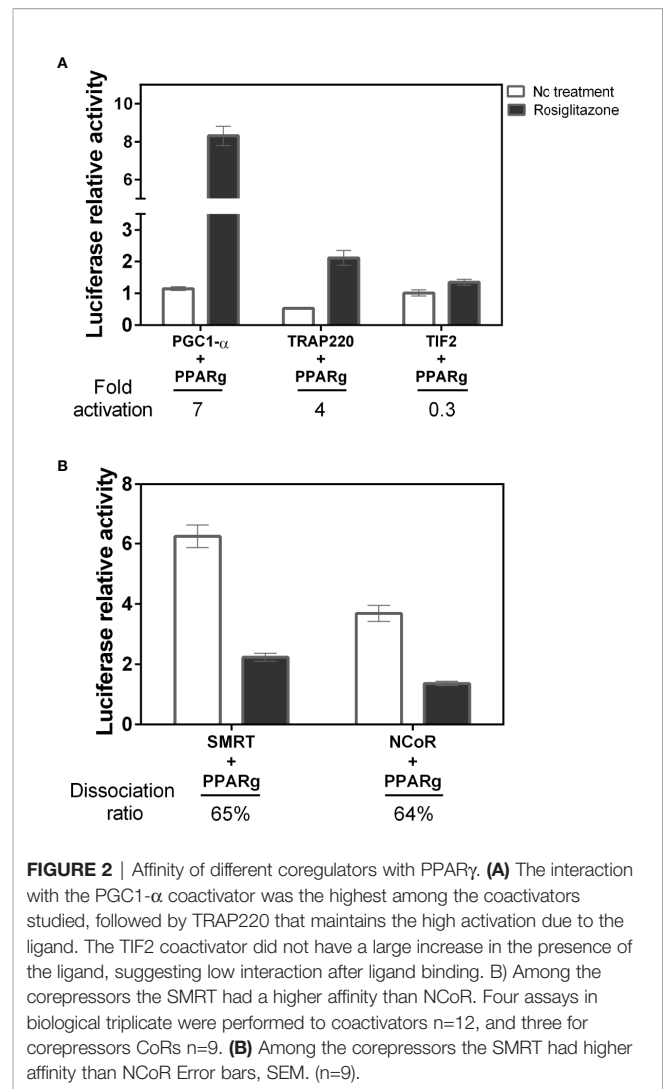 A
Luciferase relative activity
10
8
6
3
2
1
0
No treatment
Rosiglitazone
PGC1-α TRAP220 TIF2
+ + +
PPARg PPARg PPARg
Fold activation
7 4 0.3
B
Luciferase relative activity
8
6
4
2
0
SMRT NCoR
+ +
PPARg PPARg
Dissociation ratio
65% 64%
FIGURE 2 | Affinity of different coregulators with PPARγ. (A) The interaction
with the PGC1-α coactivator was the highest among the coactivators
studied, followed by TRAP220 that maintains the high activation due to the
ligand. The TIF2 coactivator did not have a large increase in the presence of
the ligand, suggesting low interaction after ligand binding. B) Among the
corepressors the SMRT had a higher affinity than NCoR. Four assays in
biological triplicate were performed to coactivators n=12, and three for
corepressors CoRs n=9. (B) Among the corepressors the SMRT had higher
affinity than NCoR Error bars, SEM. (n=9).